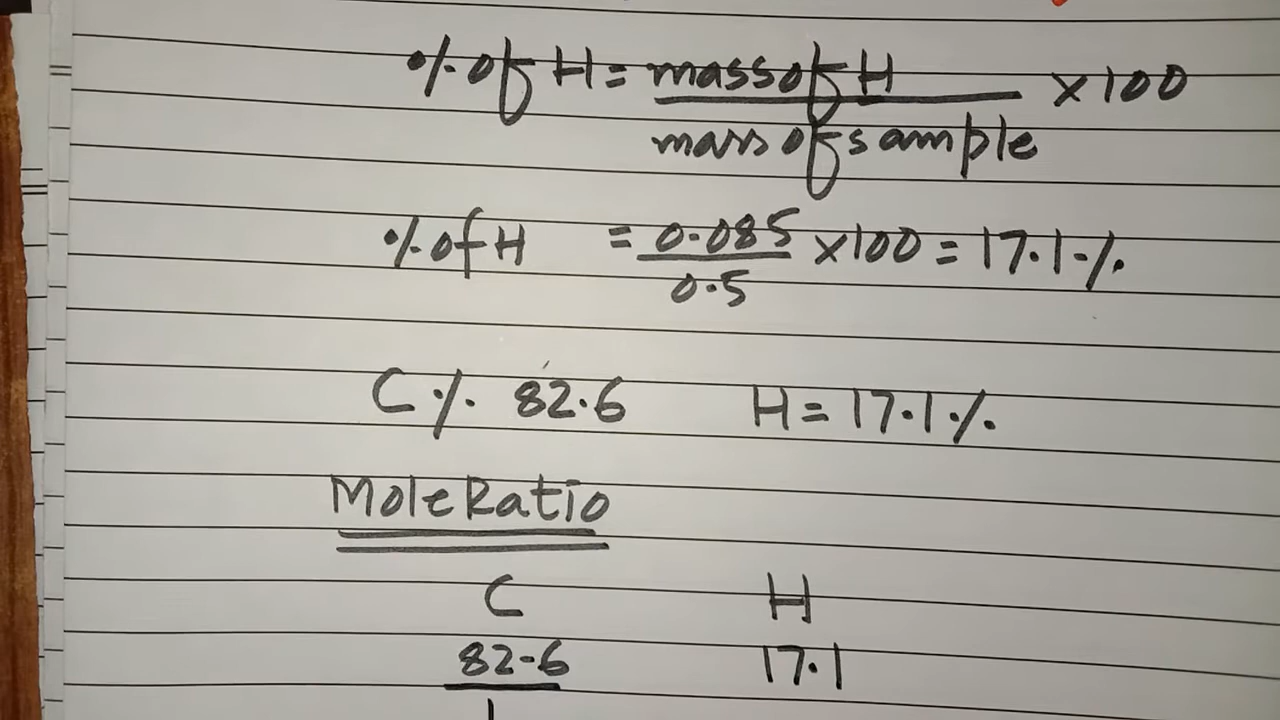 % of H = mass of H / mass of sample × 100
% of H = 0.085 / 0.5 × 100 = 17.1 %
C % 82.6 H = 17.1 %
Mole Ratio
C H
82-6 17.1